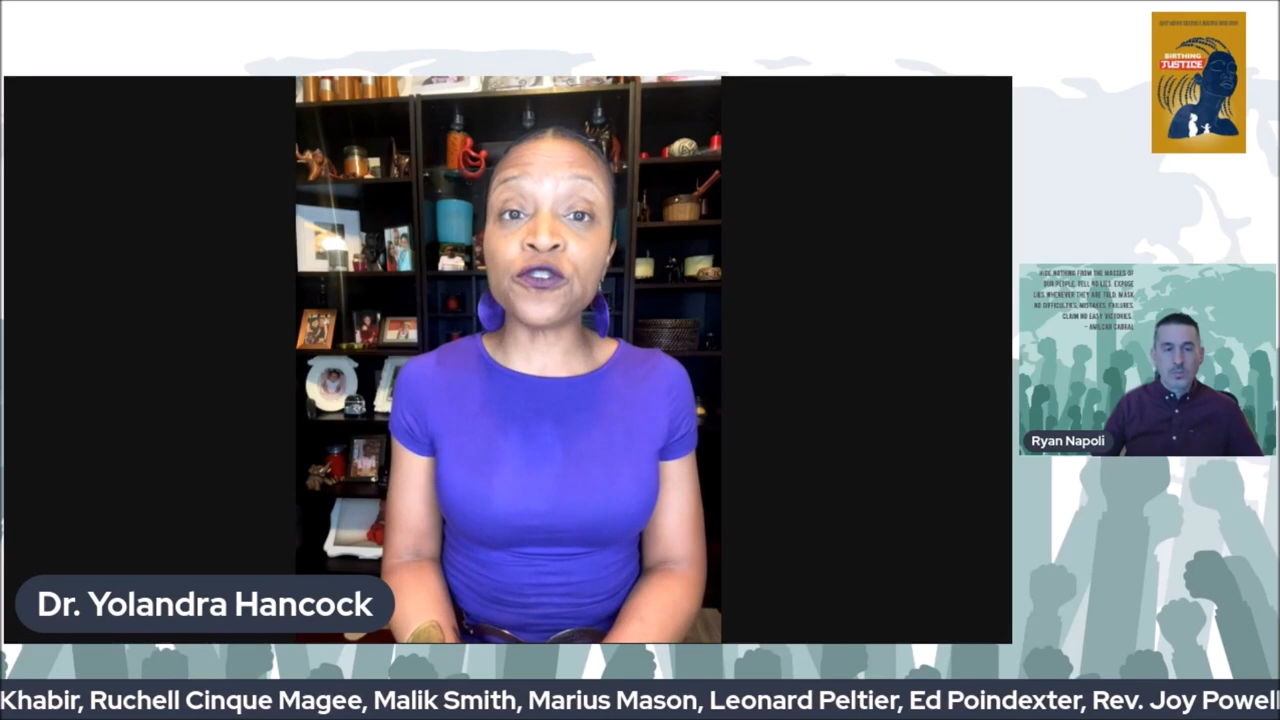 BIRTHING
JUSTICE
HIDE NOTHING FROM THE MASSES OF
OUR PEOPLE. TELL NO LIES. EXPOSE
LIES WHENEVER THEY ARE TOLD. MASK
NO DIFFICULTIES, MISTAKES, FAILURES.
CLAIM NO EASY VICTORIES.
- AMILCAR CABRAL
Ryan Napoli
Dr. Yolandra Hancock
Khabir, Ruchell Cinque Magee, Malik Smith, Marius Mason, Leonard Peltier, Ed Poindexter, Rev. Joy Powell